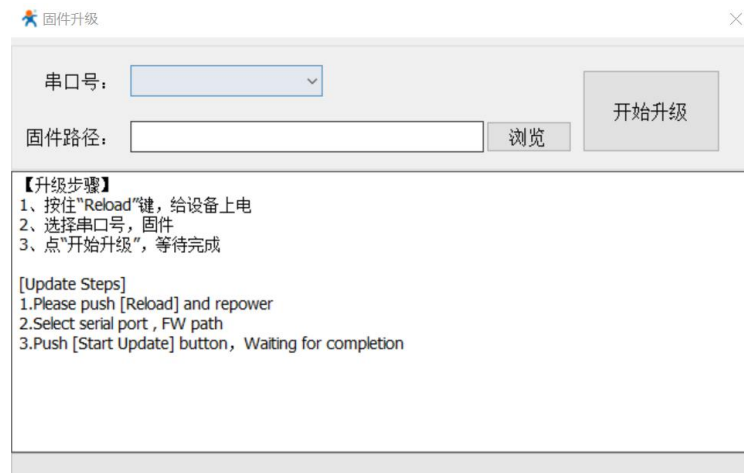 固件升级
串口号:
开始升级
固件路径:
浏览
【升级步骤】
1、按住"Reload"键，给设备上电
2、选择串口号，固件
3、点"开始升级"，等待完成
[Update Steps]
1.Please push [Reload] and repower
2.Select serial port , FW path
3.Push [Start Update] button，Waiting for completion